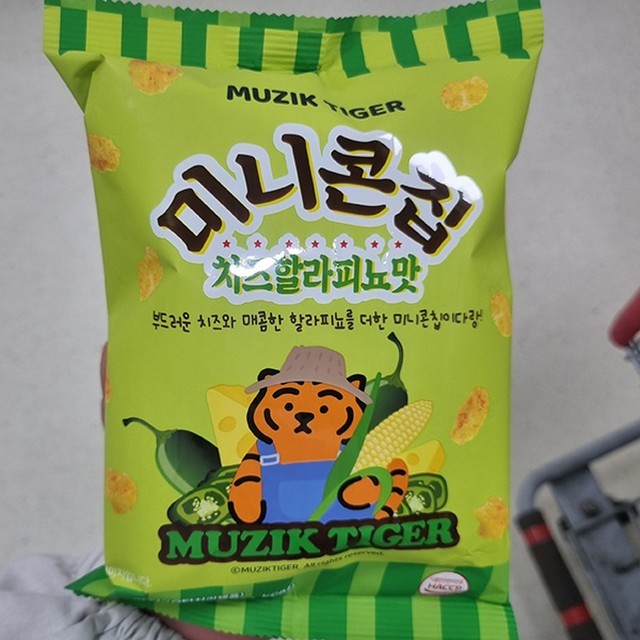 MUZIK TIGER
미니콘칩
치즈할라피뇨맛
부드러운 치즈와 매콤한 할라피뇨를 더한 미니콘칩이다랑!
MUZIK TIGER
©MUZIKTIGER All rights reserved.
HACCP